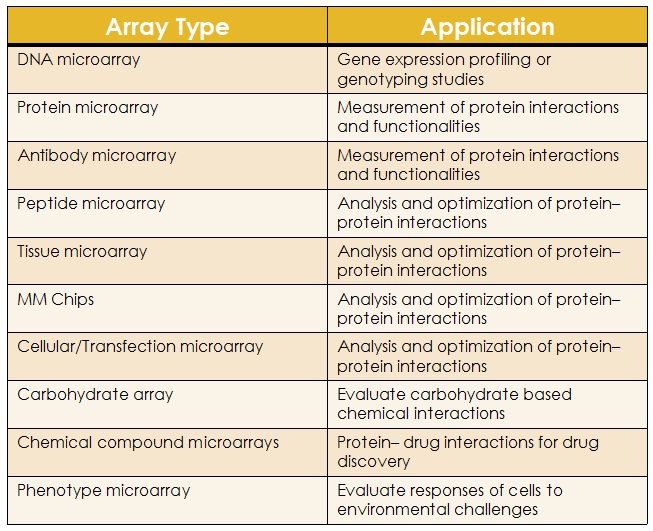 Array Type
Application
DNA microarray
Gene expression profiling or
genotyping studies
Protein microarray
Measurement of protein interactions
and functionalities
Antibody microarray
Measurement of protein interactions
and functionalities
Peptide microarray
Analysis and optimization of protein–
protein interactions
Tissue microarray
Analysis and optimization of protein–
protein interactions
MM Chips
Analysis and optimization of protein–
protein interactions
Cellular/Transfection microarray
Analysis and optimization of protein–
protein interactions
Carbohydrate array
Evaluate carbohydrate based
chemical interactions
Chemical compound microarrays
Protein– drug interactions for drug
discovery
Phenotype microarray
Evaluate responses of cells to
environmental challenges